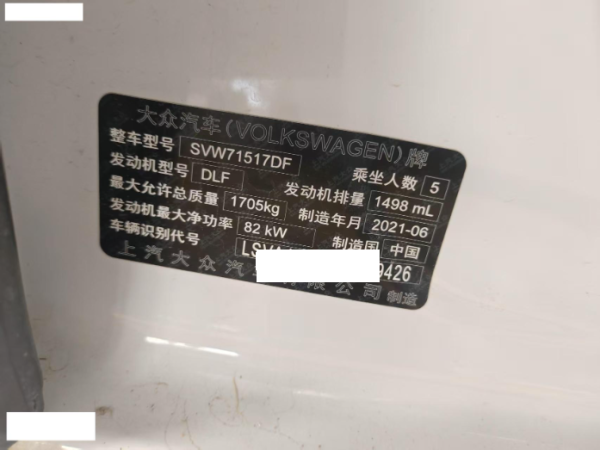 大众汽车(VOLKSWAGEN)牌
整车型号 SVW71517DF 乘坐人数 5
发动机型号 DLF 发动机排量 1498 mL
最大允许总质量 1705kg 制造年月 2021-06
发动机最大净功率 82 kW 制造国 中国
车辆识别代号 LSVA 9426
上汽大众汽 有限公司 制造